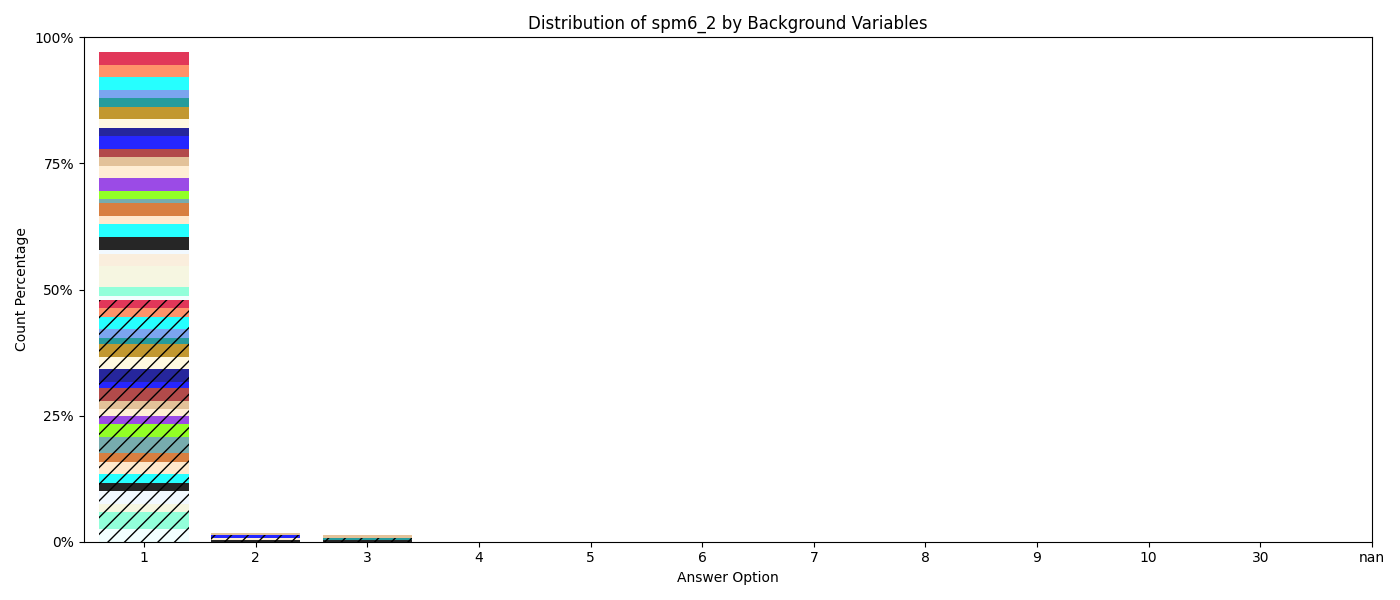 Distribution of spm6_2 by Background Variables
100%
75%
50%
25%
0%
Count Percentage
1 2 3 4 5 6 7 8 9 10 30 nan
Answer Option